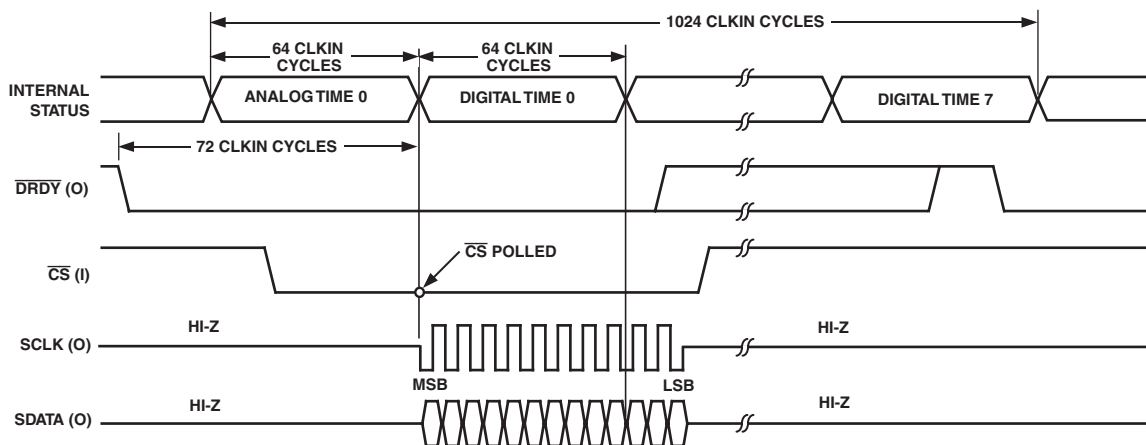 1024 CLKIN CYCLES
64 CLKIN
CYCLES
64 CLKIN
CYCLES
INTERNAL
STATUS
ANALOG TIME 0
DIGITAL TIME 0
DIGITAL TIME 7
72 CLKIN CYCLES
DRDY (O)
CS POLLED
CS (I)
HI-Z
HI-Z
SCLK (O)
MSB
LSB
HI-Z
HI-Z
SDATA (O)